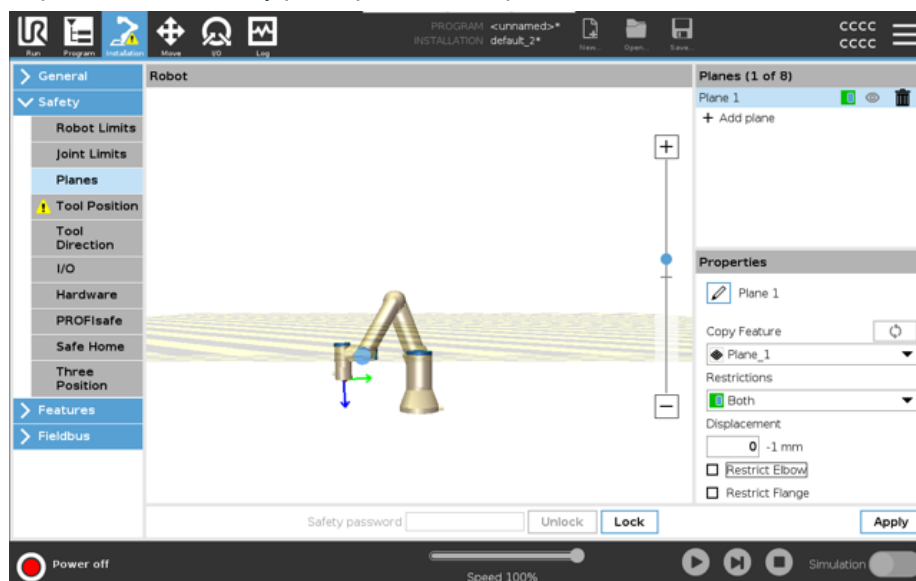 PROGRAM <unnamed>*
INSTALLATION default_2*
UR
Run
Program
Installation
Move
I/O
Log
New...
Open...
Save...
CCCC
CCCC
General
Safety
Robot Limits
Joint Limits
Planes
Tool Position
Tool
Direction
I/O
Hardware
PROFIsafe
Safe Home
Three
Position
Features
Fieldbus
Robot
Safety password
Unlock
Lock
Planes (1 of 8)
Plane 1
+ Add plane
Properties
Plane 1
Copy Feature
Plane_1
Restrictions
Both
Displacement
0 -1 mm
Restrict Elbow
Restrict Flange
Apply
Power off
Speed 100%
Simulation